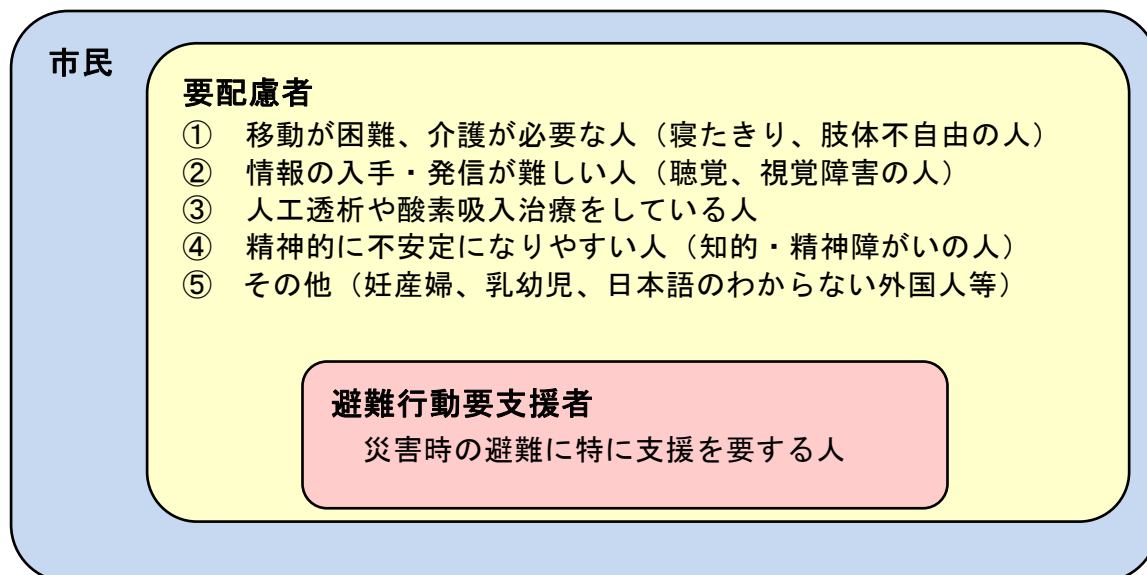 市民
要配慮者
① 移動が困難、介護が必要な人（寝たきり、肢体不自由の人）
② 情報の入手・発信が難しい人（聴覚、視覚障害の人）
③ 人工透析や酸素吸入治療をしている人
④ 精神的に不安定になりやすい人（知的・精神障がいの人）
⑤ その他（妊産婦、乳幼児、日本語のわからない外国人等）
避難行動要支援者
災害時の避難に特に支援を要する人